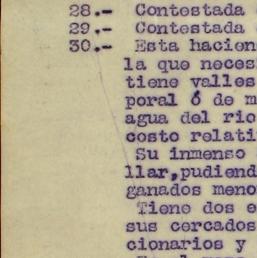 28.- Contestada
29.- Contestada
30.- Esta hacien
la que neces
tiene valles
poral ó de m
agua del rio
costo relati
Su inmenso
llar,pudiend
ganados meno
Tiene dos e
sus cercados
cionarios y